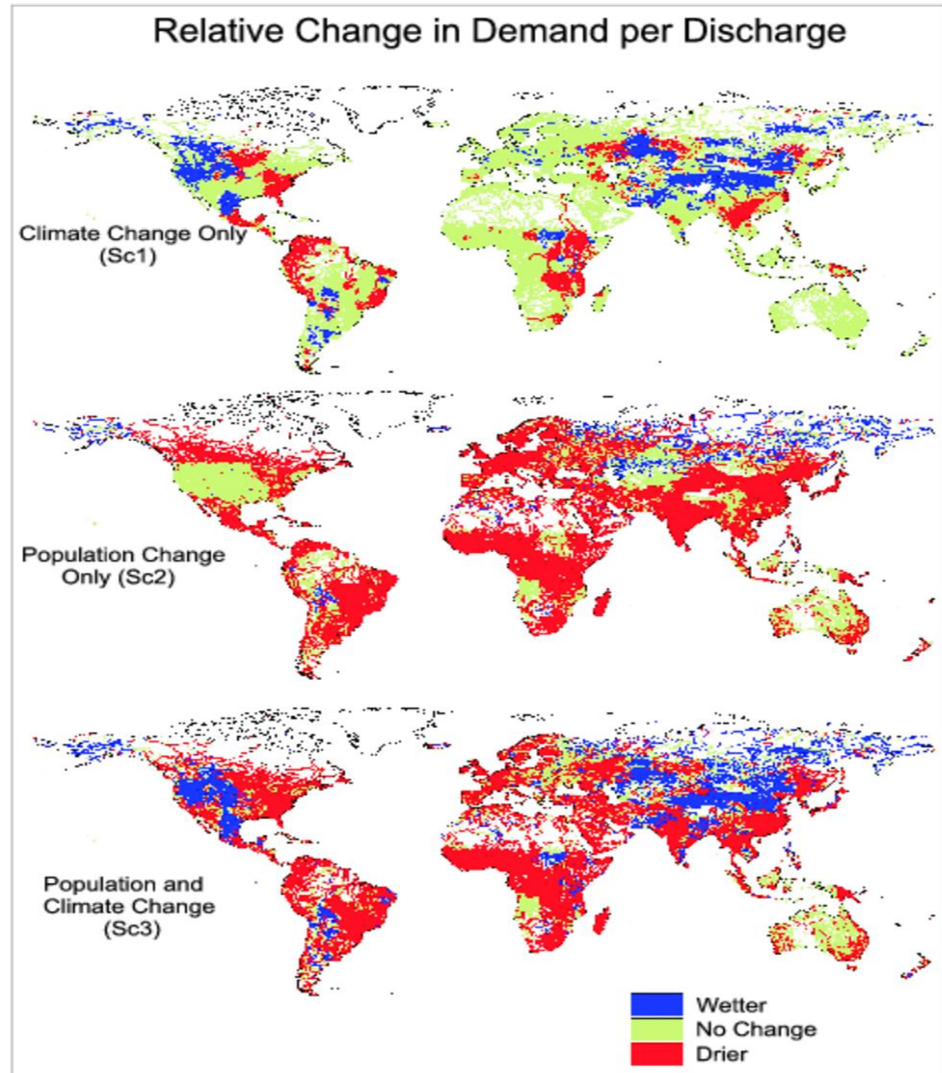 Relative Change in Demand per Discharge
Climate Change Only
(Sc1)
Population Change
Only (Sc2)
Population and
Climate Change
(Sc3)
Wetter
No Change
Drier